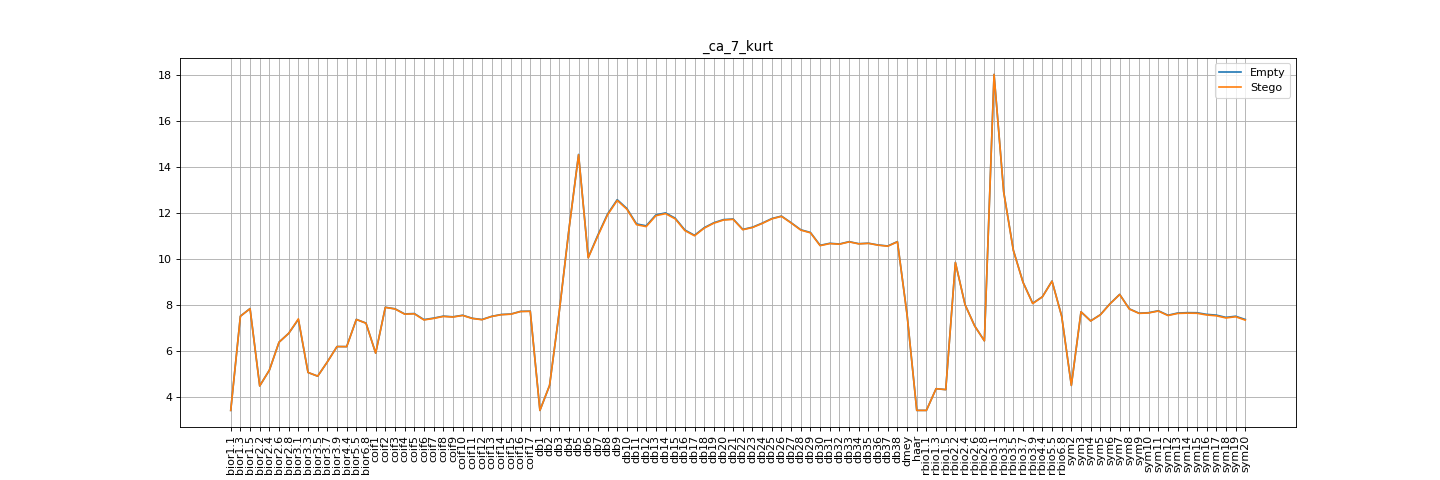 _ca_7_kurt
Empty
Stego
18
16
14
12
10
8
6
4
bior1.1
bior1.3
bior1.5
bior2.2
bior2.4
bior2.6
bior2.8
bior3.1
bior3.3
bior3.5
bior3.7
bior3.9
bior4.4
bior5.5
bior6.8
coif1
coif2
coif3
coif4
coif5
coif6
coif7
coif8
coif9
coif10
coif11
coif12
coif13
coif14
coif15
coif16
coif17
db1
db2
db3
db4
db5
db6
db7
db8
db9
db10
db11
db12
db13
db14
db15
db16
db17
db18
db19
db20
db21
db22
db23
db24
db25
db26
db27
db28
db29
db30
db31
db32
db33
db34
db35
db36
db37
db38
dmey
haar
rbio1.1
rbio1.3
rbio1.5
rbio2.2
rbio2.4
rbio2.6
rbio2.8
rbio3.1
rbio3.3
rbio3.5
rbio3.7
rbio3.9
rbio4.4
rbio5.5
rbio6.8
sym2
sym3
sym4
sym5
sym6
sym7
sym8
sym9
sym10
sym11
sym12
sym13
sym14
sym15
sym16
sym17
sym18
sym19
sym20